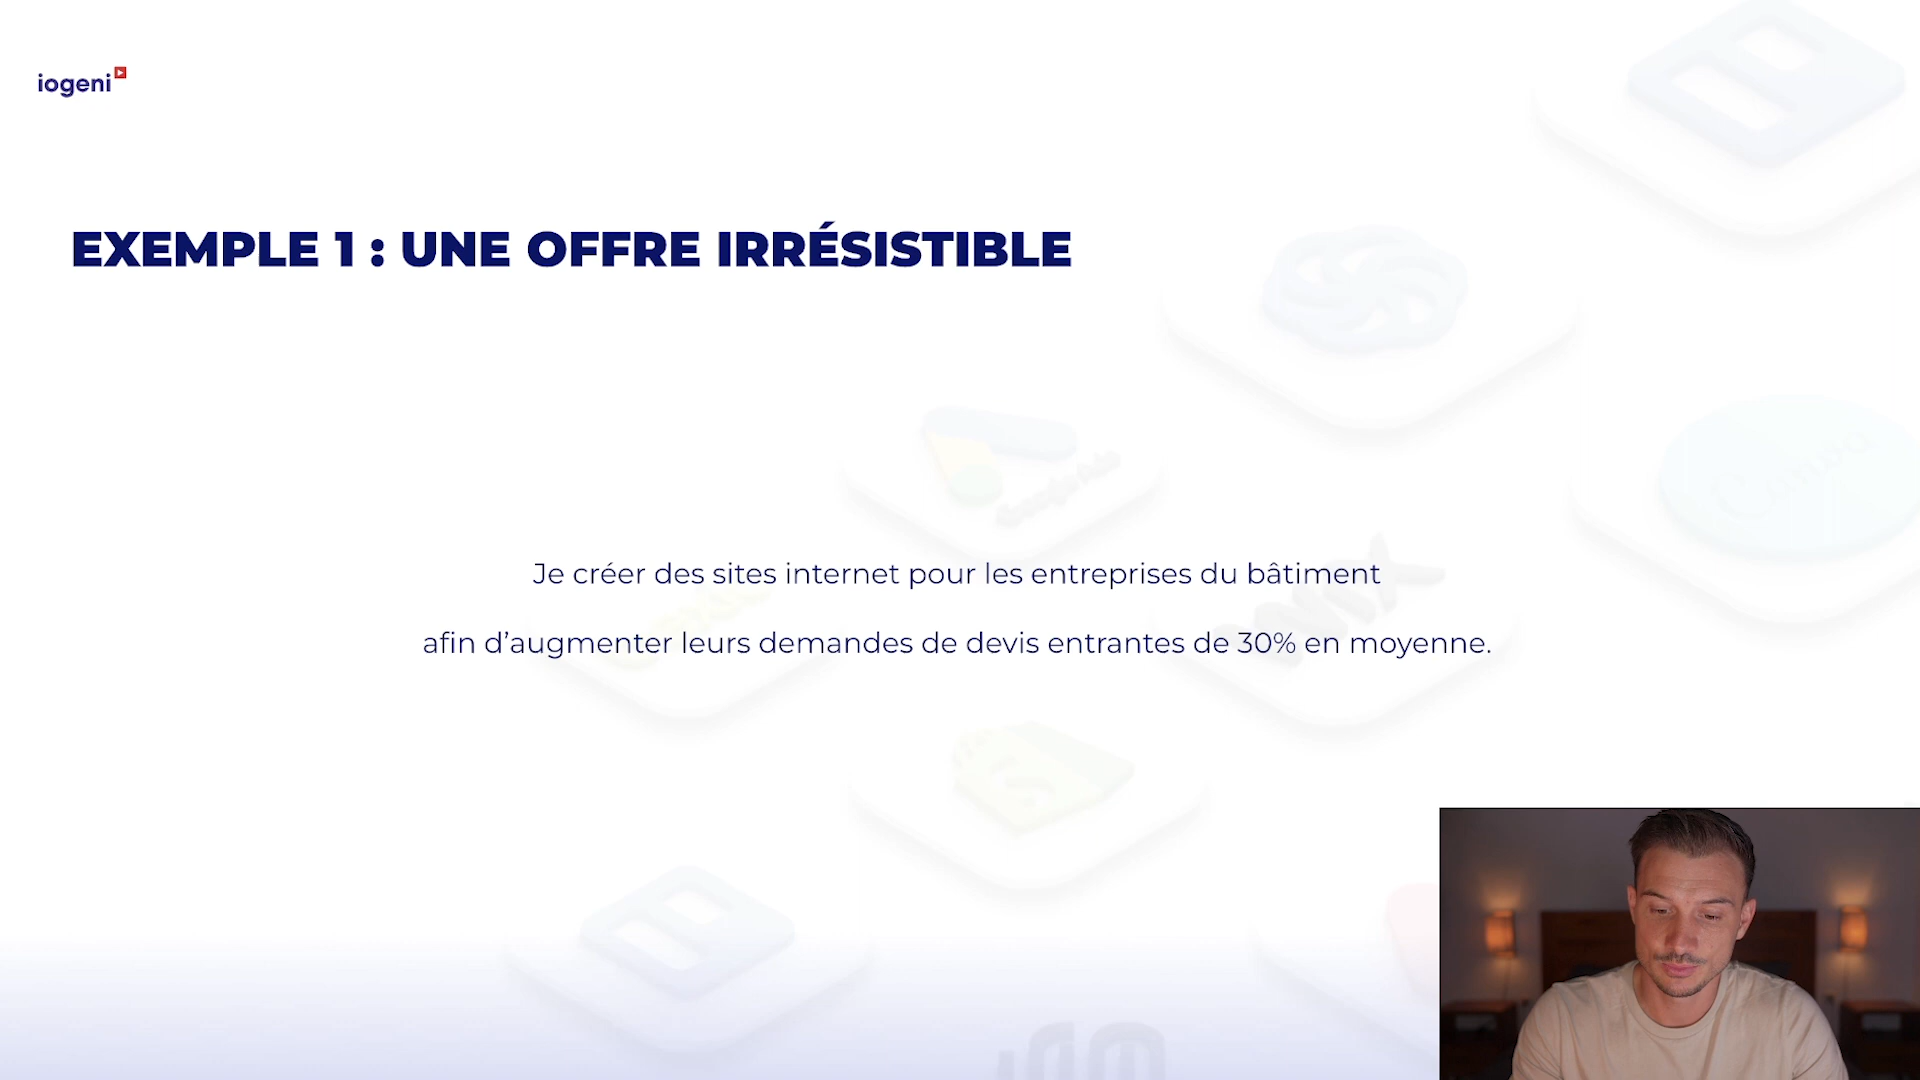 iogeni
EXEMPLE 1 : UNE OFFRE IRRÉSISTIBLE
Je créer des sites internet pour les entreprises du bâtiment
afin d’augmenter leurs demandes de devis entrantes de 30% en moyenne.
WiX